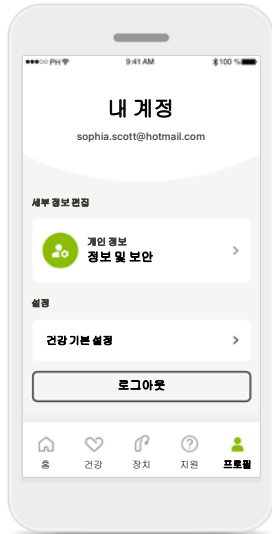 PH 9:41 AM 100 %
내 계정
sophia.scott@hotmail.com
세부 정보 편집
개인 정보
정보 및 보안
설정
건강 기본 설정
로그아웃
홈 건강 장치 지원 프로필